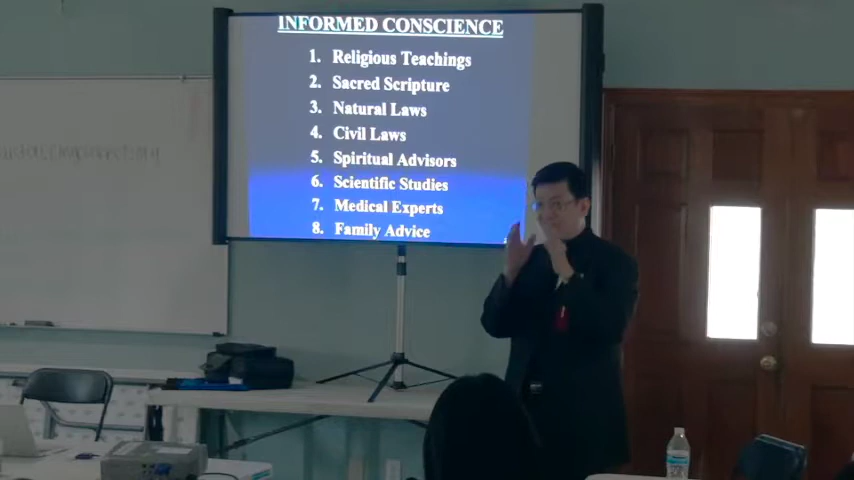 INFORMED CONSCIENCE
1. Religious Teachings
2. Sacred Scripture
3. Natural Laws
4. Civil Laws
5. Spiritual Advisors
6. Scientific Studies
7. Medical Experts
8. Family Advice